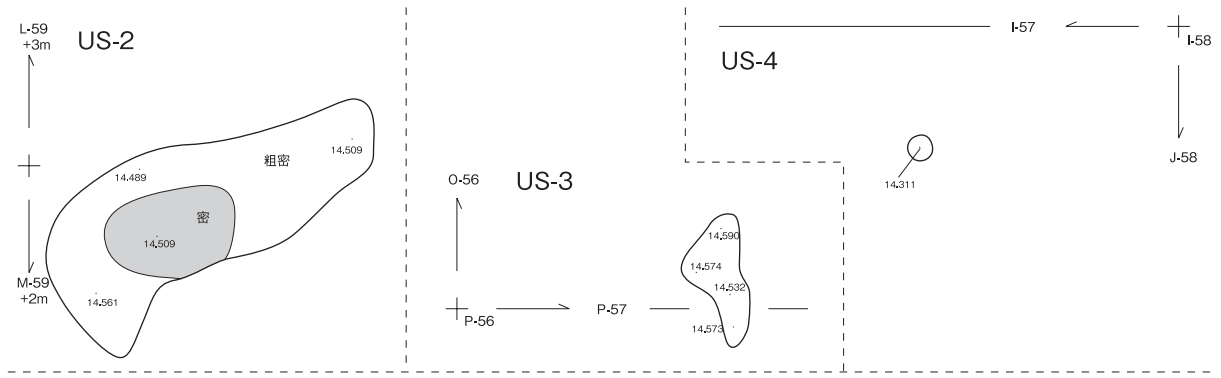 L-59
+3m
US-2
粗密
14.509
14.489
密
14.509
M-59
+2m
14.561
O-56
US-3
14.590
14.574
14.532
P-56
P-57
14.573
I-57
I-58
US-4
J-58
14.311